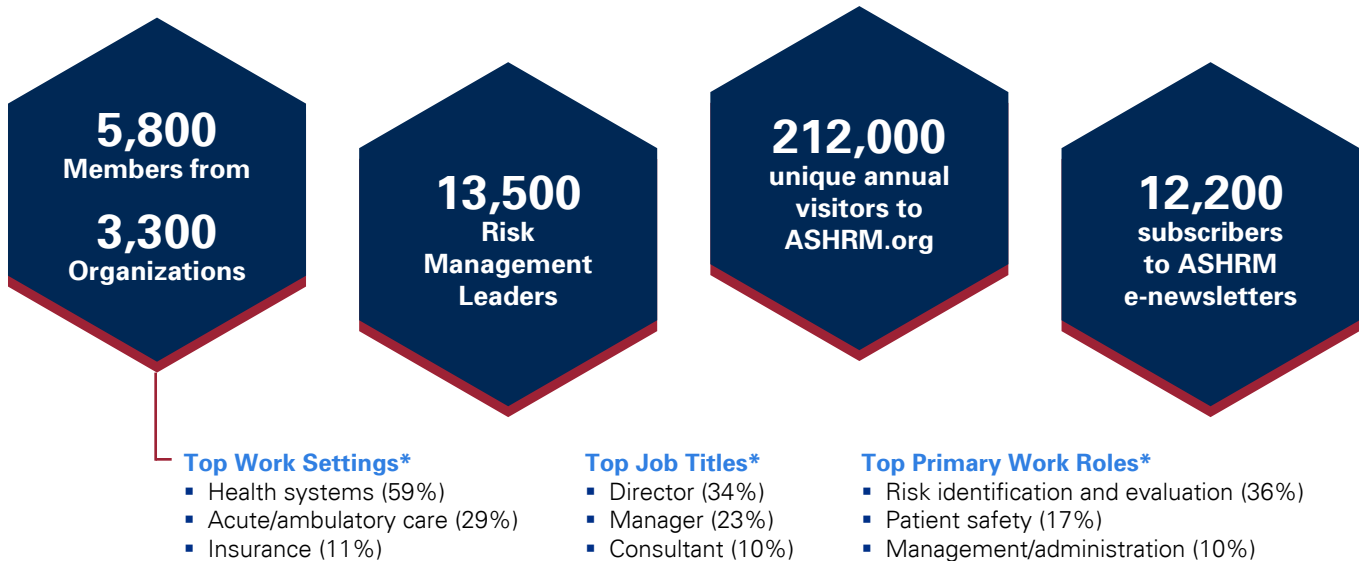 5,800
Members from
3,300
Organizations
13,500
Risk
Management
Leaders
212,000
unique annual
visitors to
ASHRM.org
12,200
subscribers
to ASHRM
e-newsletters
Top Work Settings*
▪ Health systems (59%)
▪ Acute/ambulatory care (29%)
▪ Insurance (11%)
Top Job Titles*
▪ Director (34%)
▪ Manager (23%)
▪ Consultant (10%)
Top Primary Work Roles*
▪ Risk identification and evaluation (36%)
▪ Patient safety (17%)
▪ Management/administration (10%)